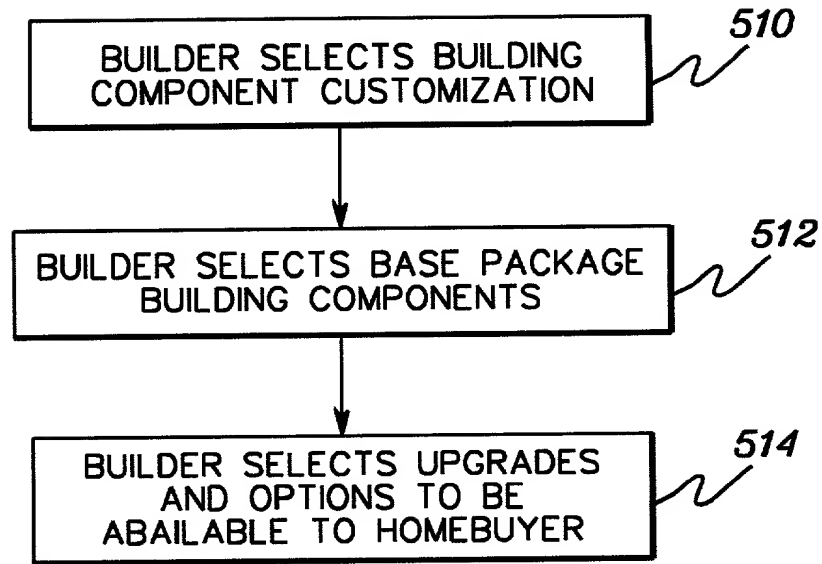 BUILDER SELECTS BUILDING
COMPONENT CUSTOMIZATION
510
BUILDER SELECTS BASE PACKAGE
BUILDING COMPONENTS
512
BUILDER SELECTS UPGRADES
AND OPTIONS TO BE
ABAILABLE TO HOMEBUYER
514